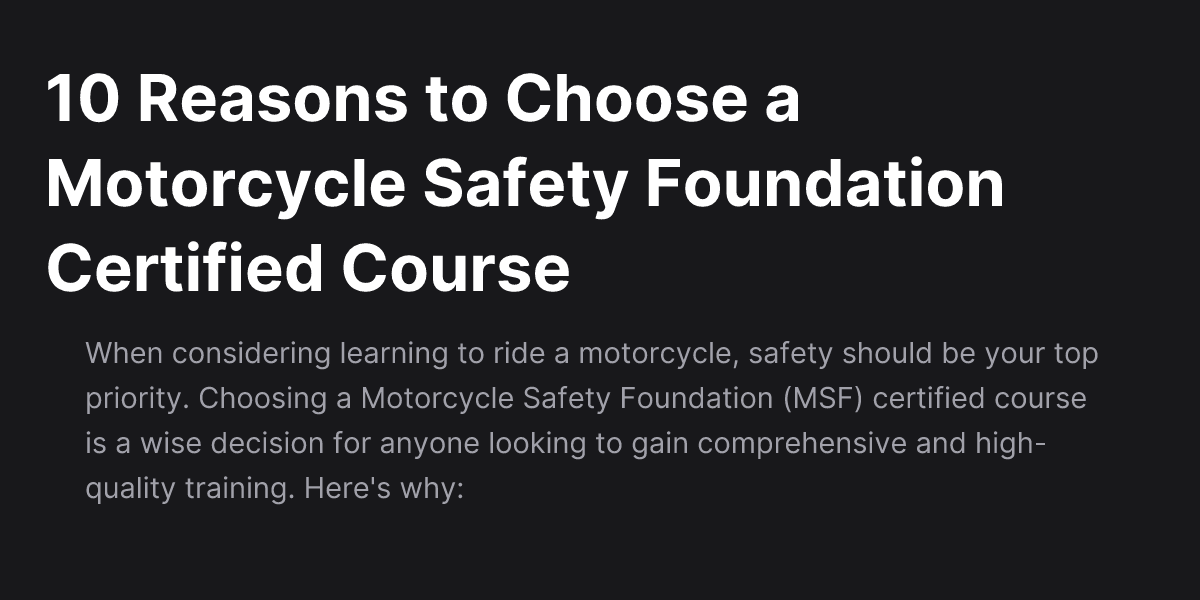 10 Reasons to Choose a
Motorcycle Safety Foundation
Certified Course
When considering learning to ride a motorcycle, safety should be your top
priority. Choosing a Motorcycle Safety Foundation (MSF) certified course
is a wise decision for anyone looking to gain comprehensive and high-
quality training. Here's why: